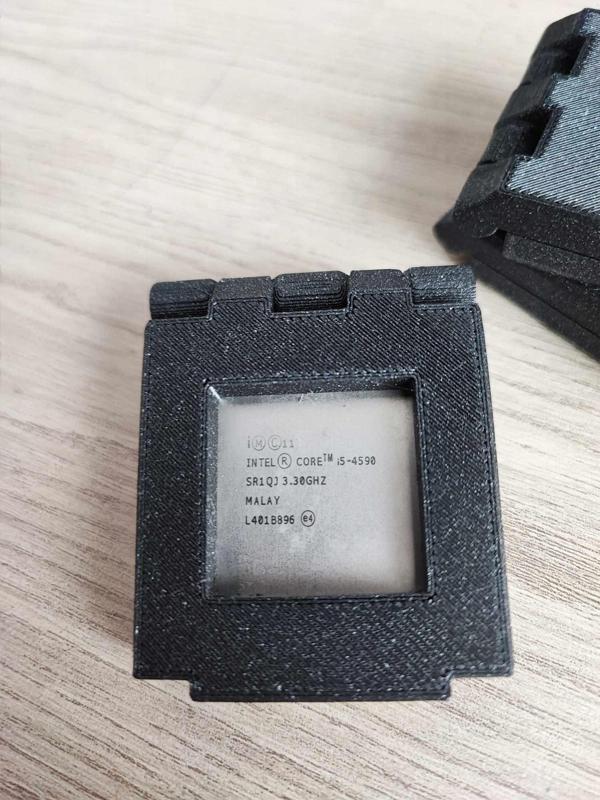 i Ⓜ Ⓒ 11
INTEL® CORE™ i5-4590
SR1QJ 3.30GHZ
MALAY
L401B896 (e4)